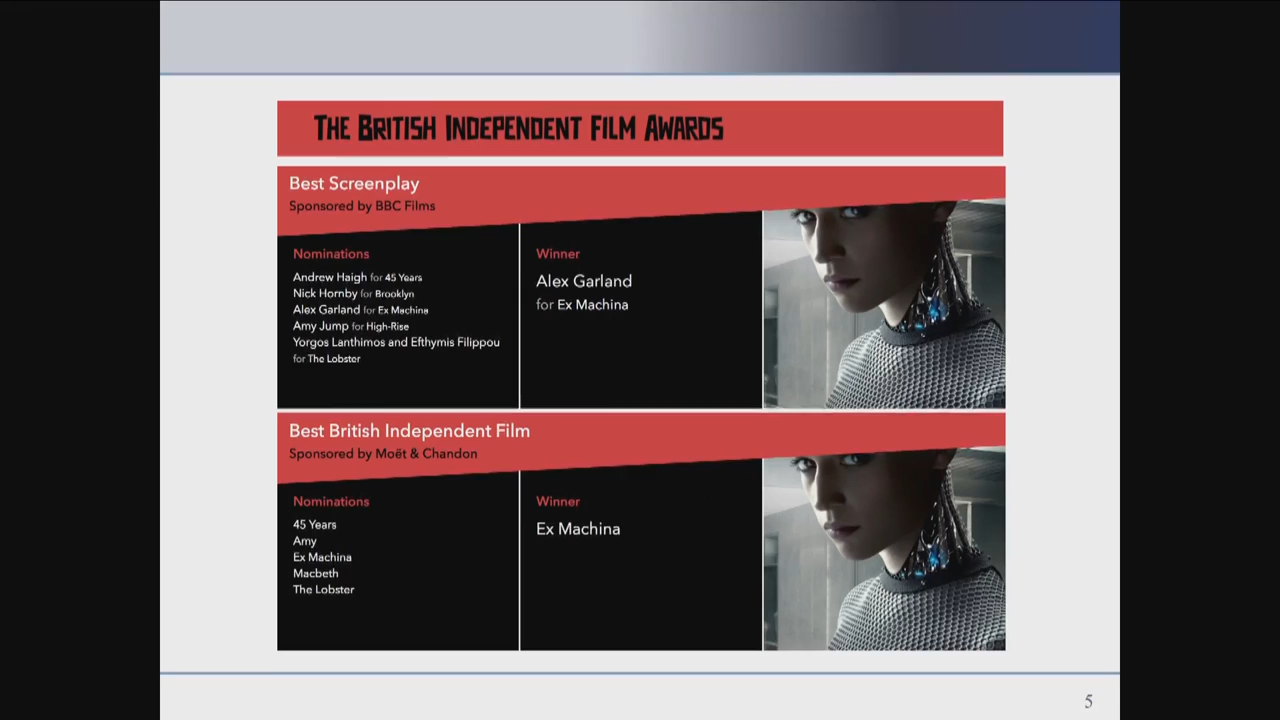 The British Independent Film Awards
Best Screenplay
Sponsored by BBC Films
Nominations
Andrew Haigh for 45 Years
Nick Hornby for Brooklyn
Alex Garland for Ex Machina
Amy Jump for High-Rise
Yorgos Lanthimos and Efthymis Filippou
for The Lobster
Winner
Alex Garland
for Ex Machina
Best British Independent Film
Sponsored by Moët & Chandon
Nominations
45 Years
Amy
Ex Machina
Macbeth
The Lobster
Winner
Ex Machina
5